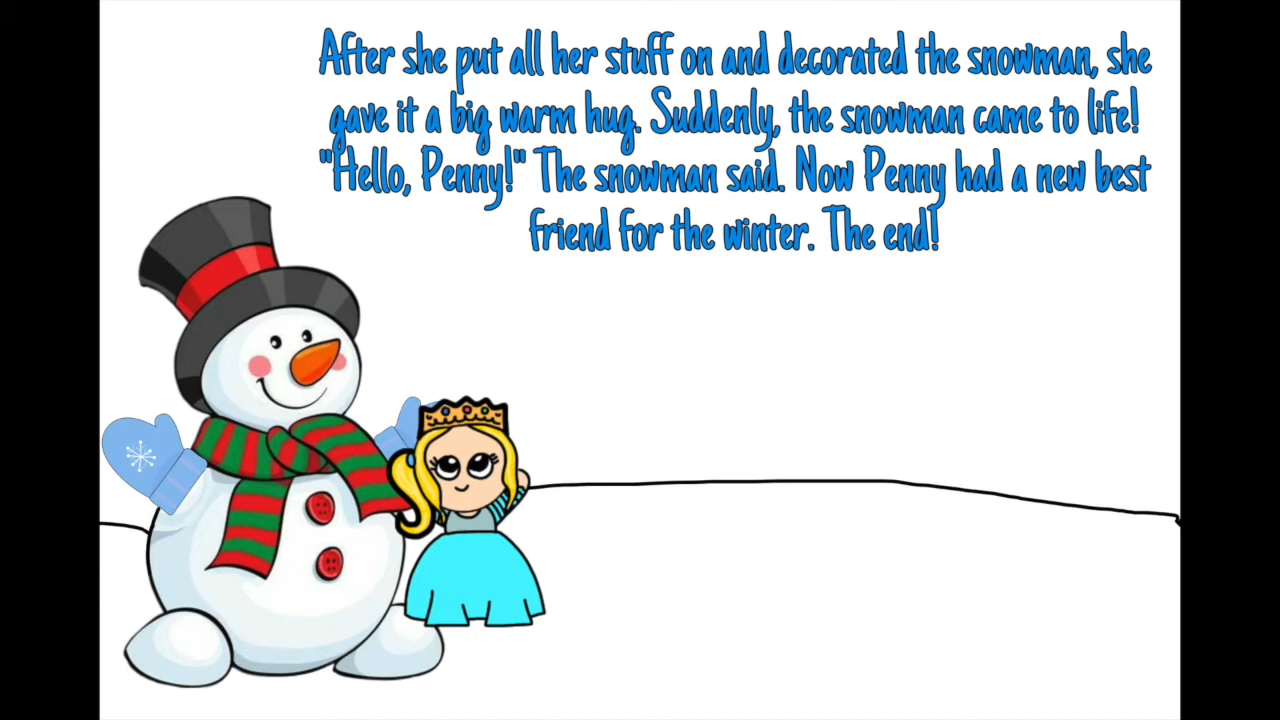 After she put all her stuff on and decorated the snowman, she
gave it a big warm hug. Suddenly, the snowman came to life!
"Hello, Penny!" The snowman said. Now Penny had a new best
friend for the winter. The end!